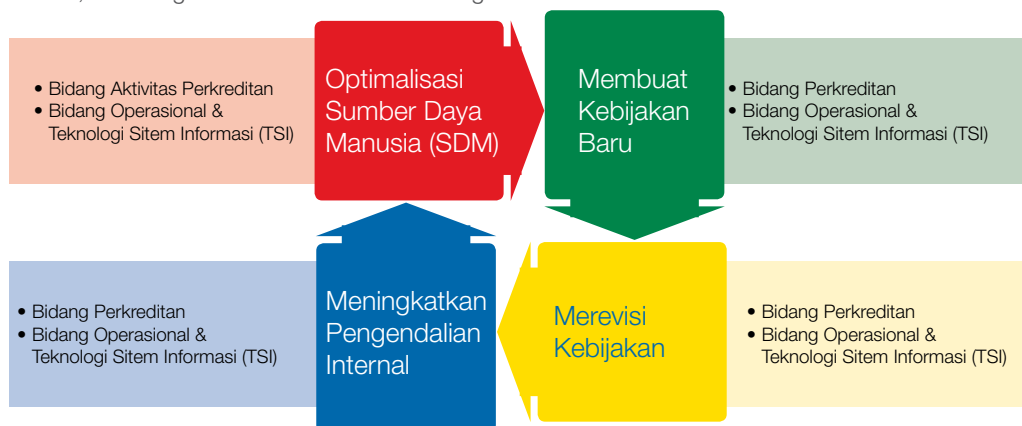 • Bidang Aktivitas Perkreditan
• Bidang Operasional &
Teknologi Sitem Informasi (TSI)
Optimalisasi
Sumber Daya
Manusia (SDM)
Membuat
Kebijakan
Baru
• Bidang Perkreditan
• Bidang Operasional &
Teknologi Sitem Informasi (TSI)
• Bidang Perkreditan
• Bidang Operasional &
Teknologi Sitem Informasi (TSI)
Meningkatkan
Pengendalian
Internal
Merevisi
Kebijakan
• Bidang Perkreditan
• Bidang Operasional &
Teknologi Sitem Informasi (TSI)